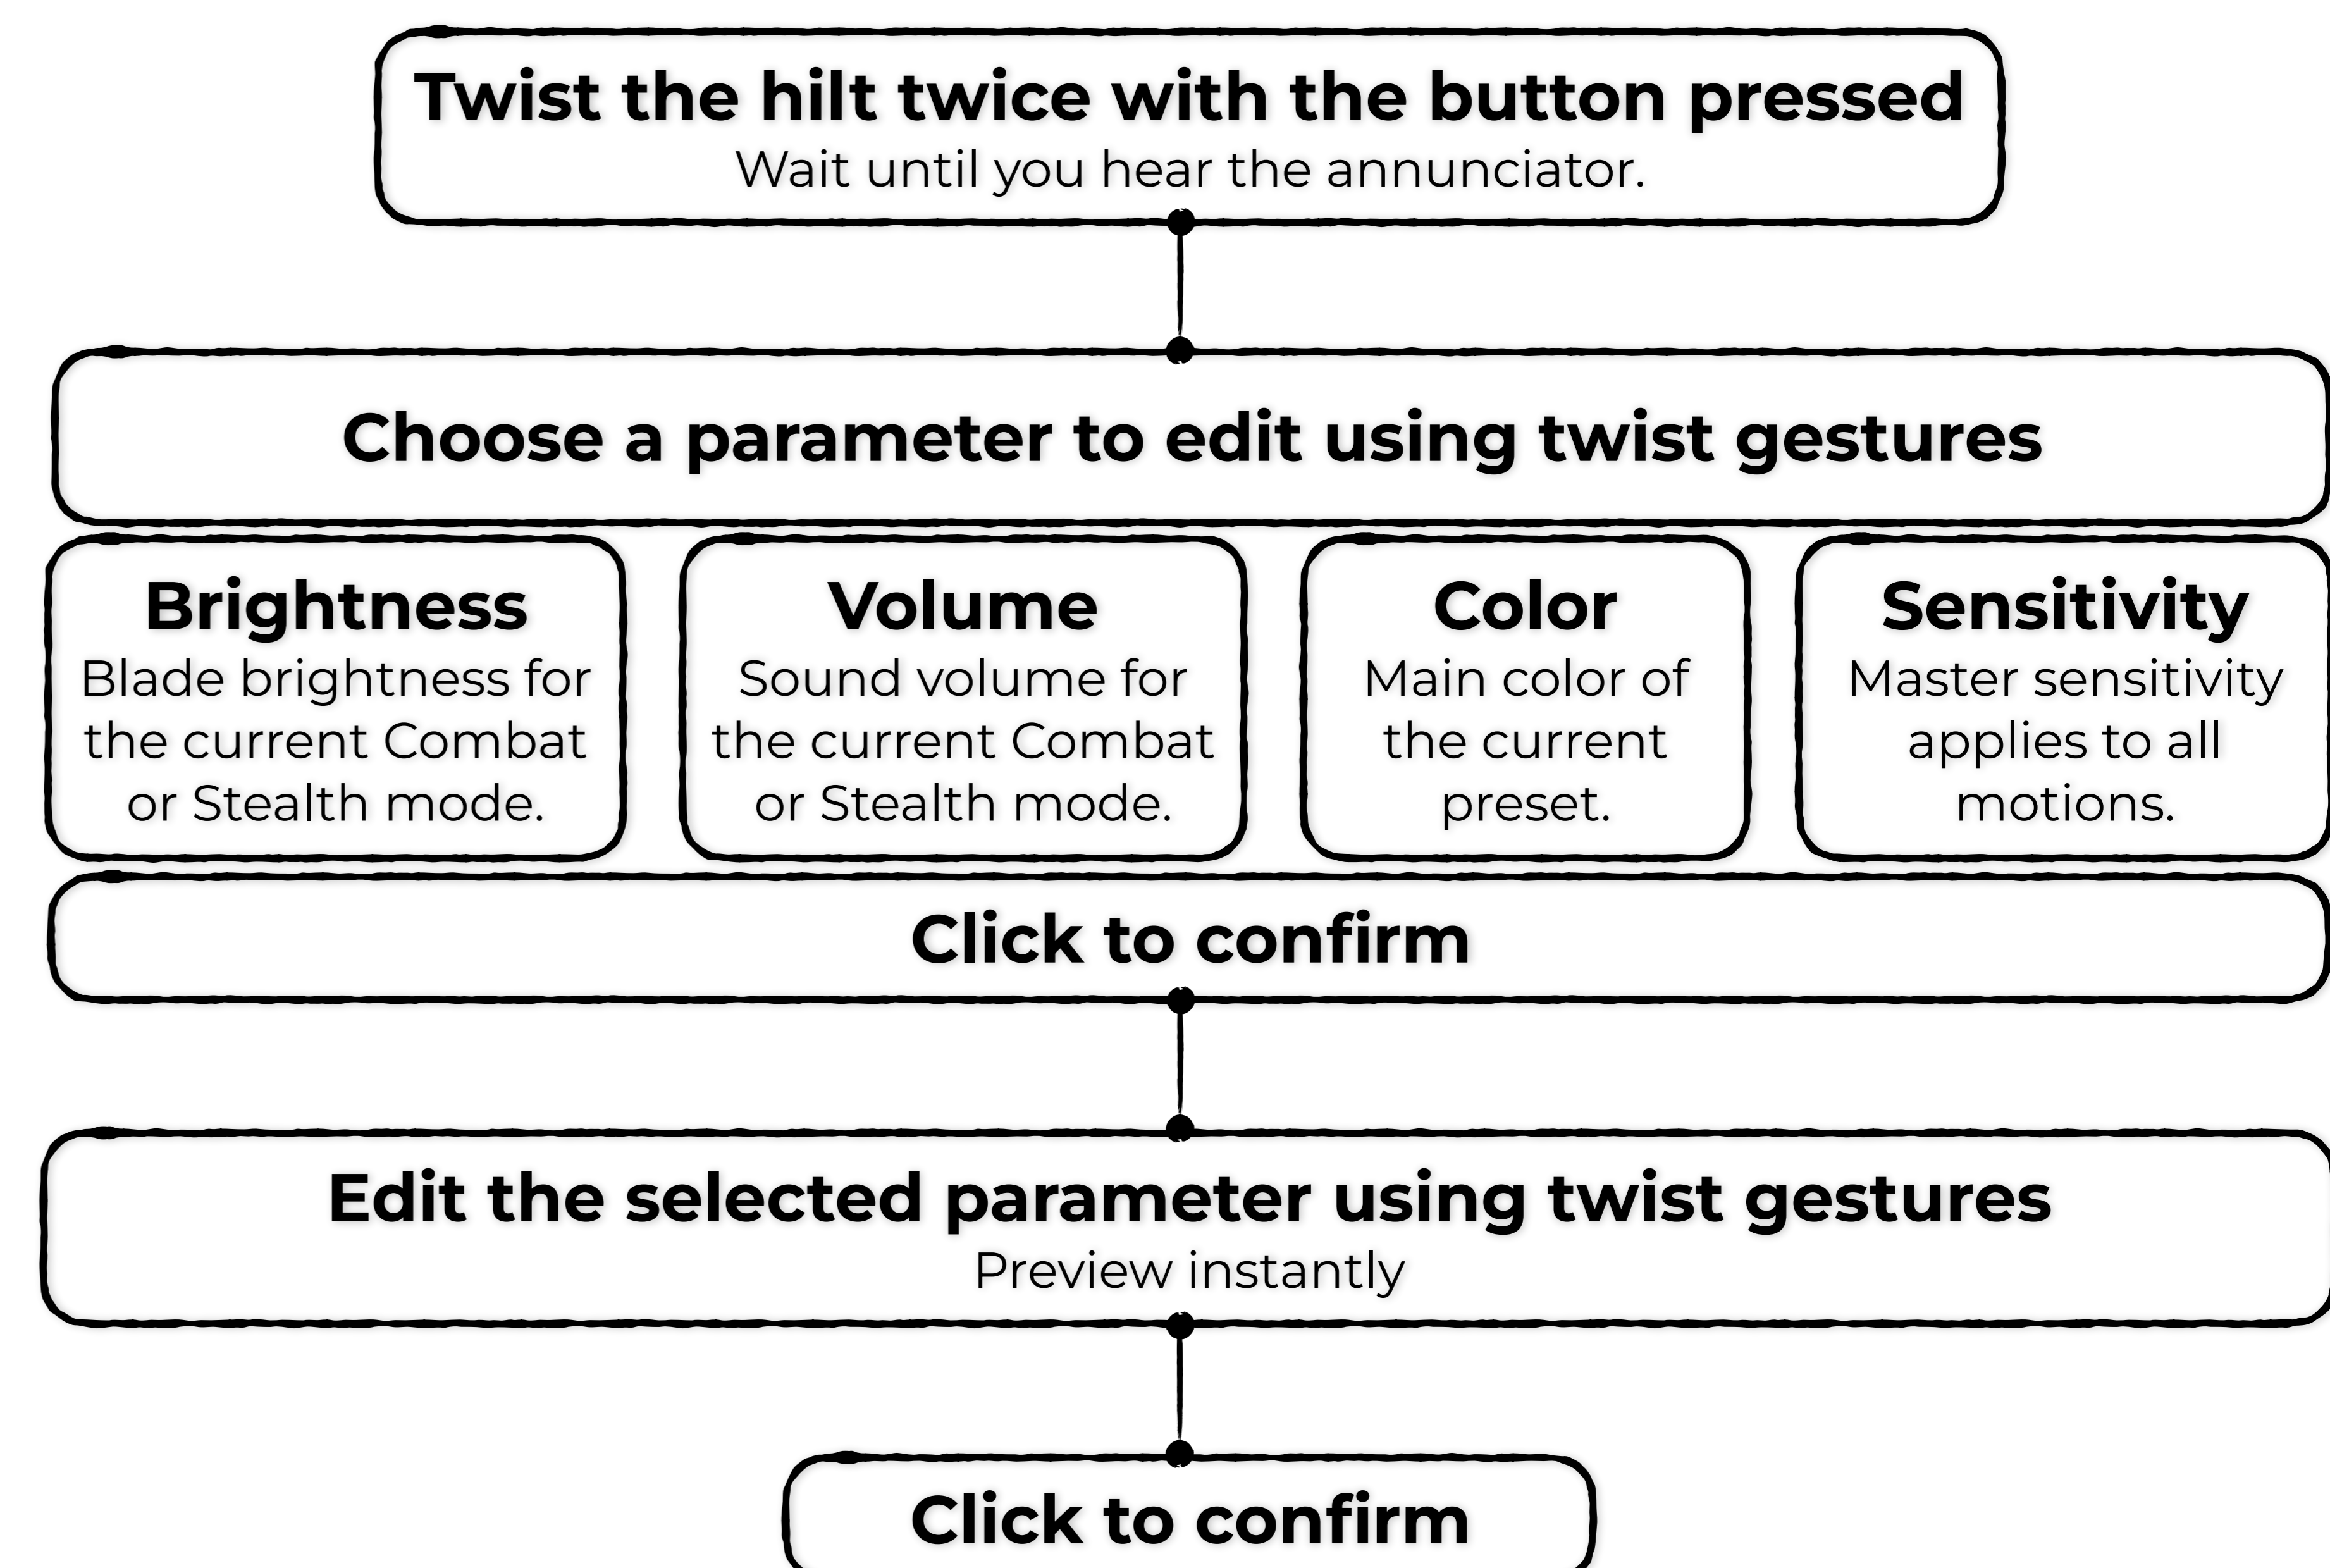 Twist the hilt twice with the button pressed
Wait until you hear the annunciator.
Choose a parameter to edit using twist gestures
Brightness
Blade brightness for
the current Combat
or Stealth mode.
Volume
Sound volume for
the current Combat
or Stealth mode.
Color
Main color of
the current
preset.
Sensitivity
Master sensitivity
applies to all
motions.
Click to confirm
Edit the selected parameter using twist gestures
Preview instantly
Click to confirm